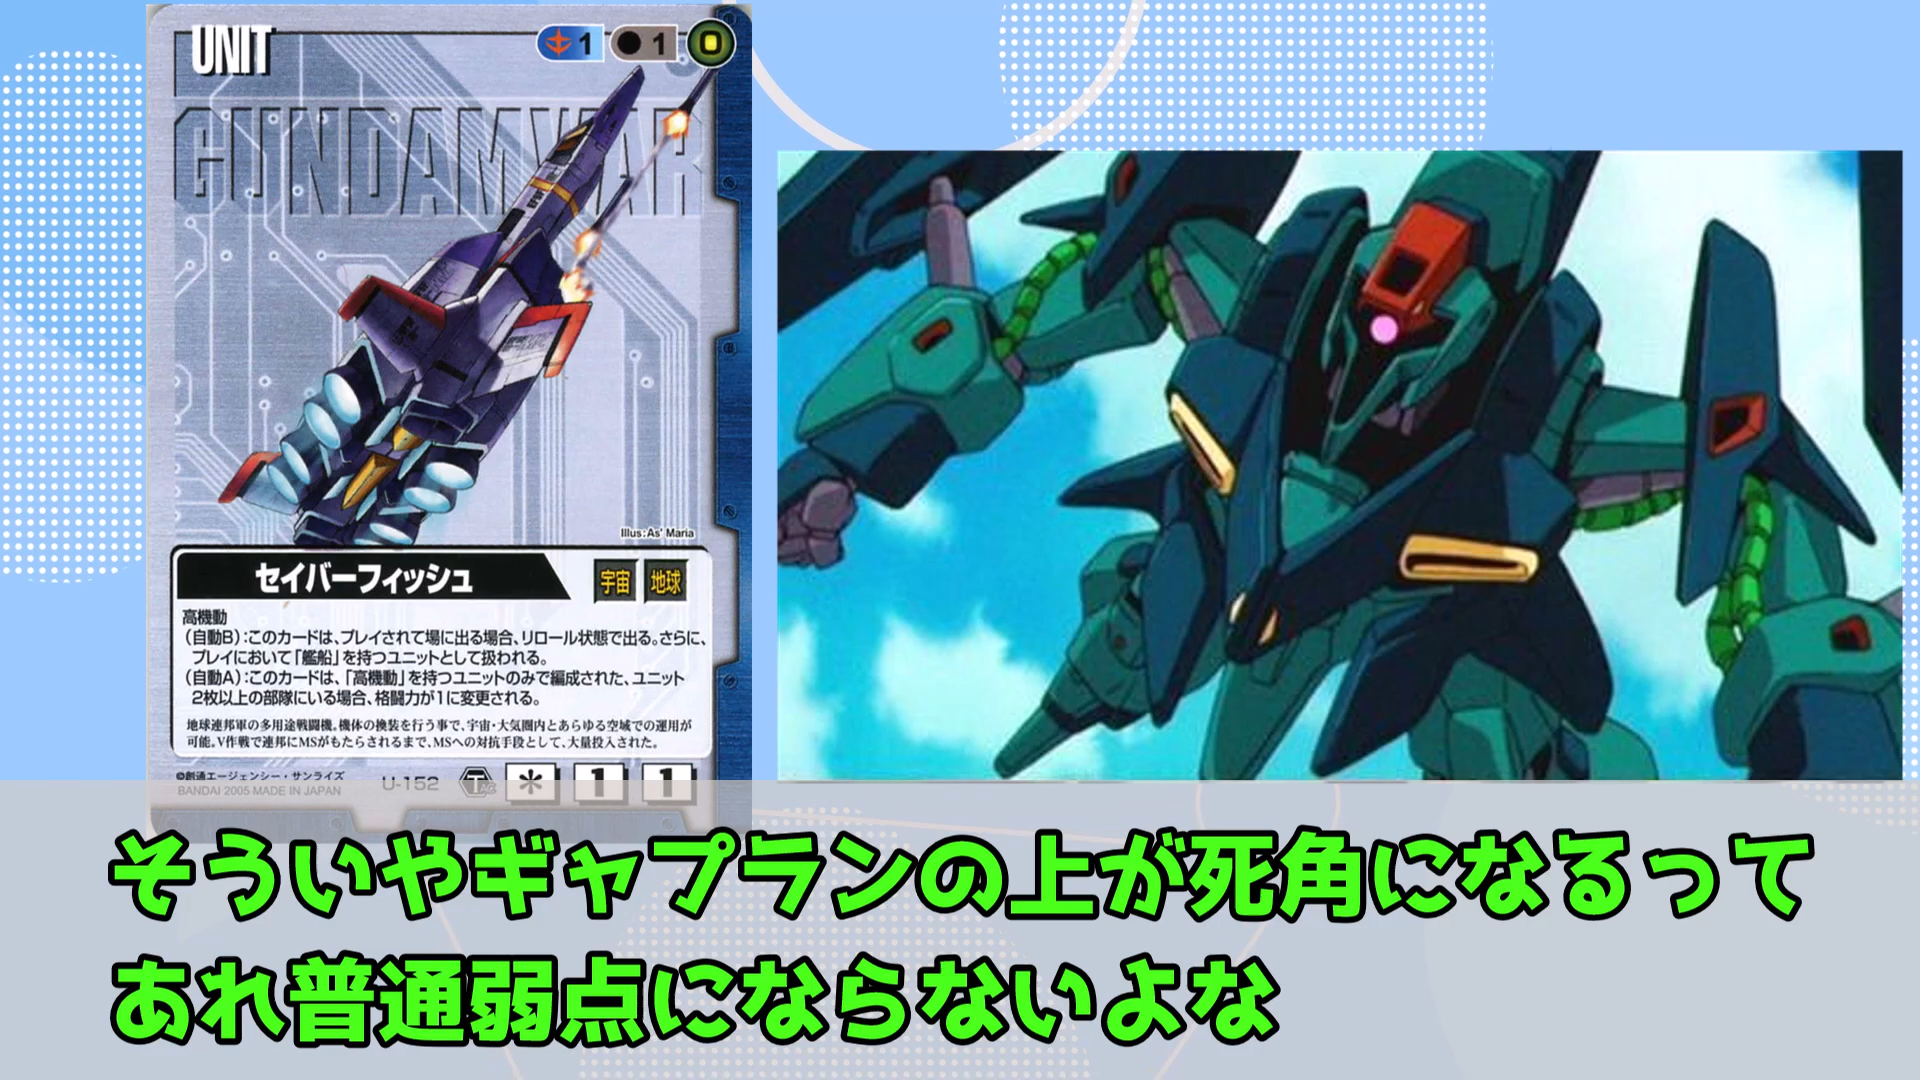 UNIT
1
1
0
GUNDAMWAR
Illus:As' Maria
セイバーフィッシュ
宇宙 地球
高機動
(自動B):このカードは、プレイされて場に出る場合、リロール状態で出る。さらに、
プレイにおいて「艦船」を持つユニットとして扱われる。
(自動A):このカードは、「高機動」を持つユニットのみで編成された、ユニット
2枚以上の部隊にいる場合、格闘力が1に変更される。
地球連邦軍の多用途戦闘機。機体の換装を行う事で、宇宙・大気圏内とあらゆる空域での運用が
可能。V作戦で連邦にMSがもたらされるまで、MSへの対抗手段として、大量投入された。
©創通エージェンシー・サンライズ
BANDAI 2005 MADE IN JAPAN
U-152
* 1 1
そういやギャプランの上が死角になるって
あれ普通弱点にならないよな